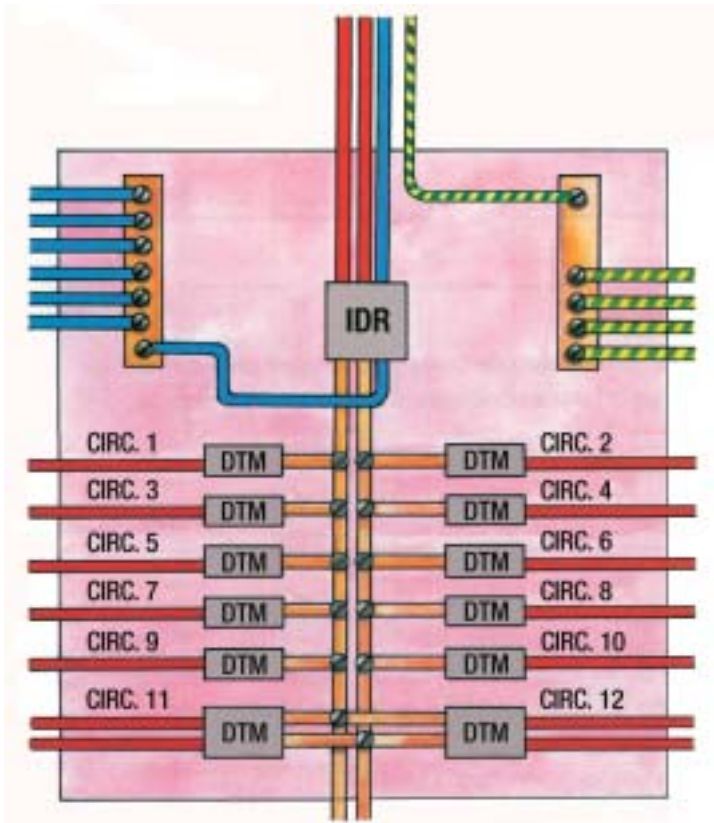 IDR
CIRC. 1
CIRC. 2
DTM
DTM
CIRC. 3
CIRC. 4
DTM
DTM
CIRC. 5
CIRC. 6
DTM
DTM
CIRC. 7
CIRC. 8
DTM
DTM
CIRC. 9
CIRC. 10
DTM
DTM
CIRC. 11
CIRC. 12
DTM
DTM